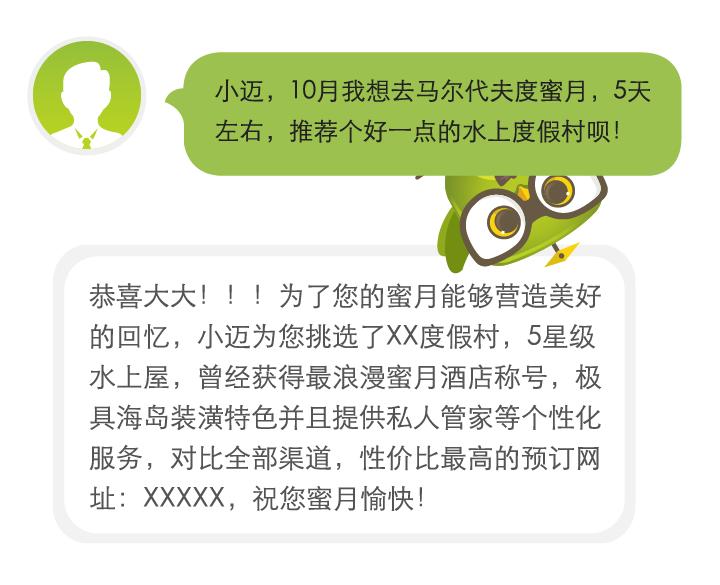 小迈，10月我想去马尔代夫度蜜月，5天
左右，推荐个好一点的水上度假村呗！
恭喜大大！！！为了您的蜜月能够营造美好
的回忆，小迈为您挑选了XX度假村，5星级
水上屋，曾经获得最浪漫蜜月酒店称号，极
具海岛装潢特色并且提供私人管家等个性化
服务，对比全部渠道，性价比最高的预订网
址：XXXXX，祝您蜜月愉快！